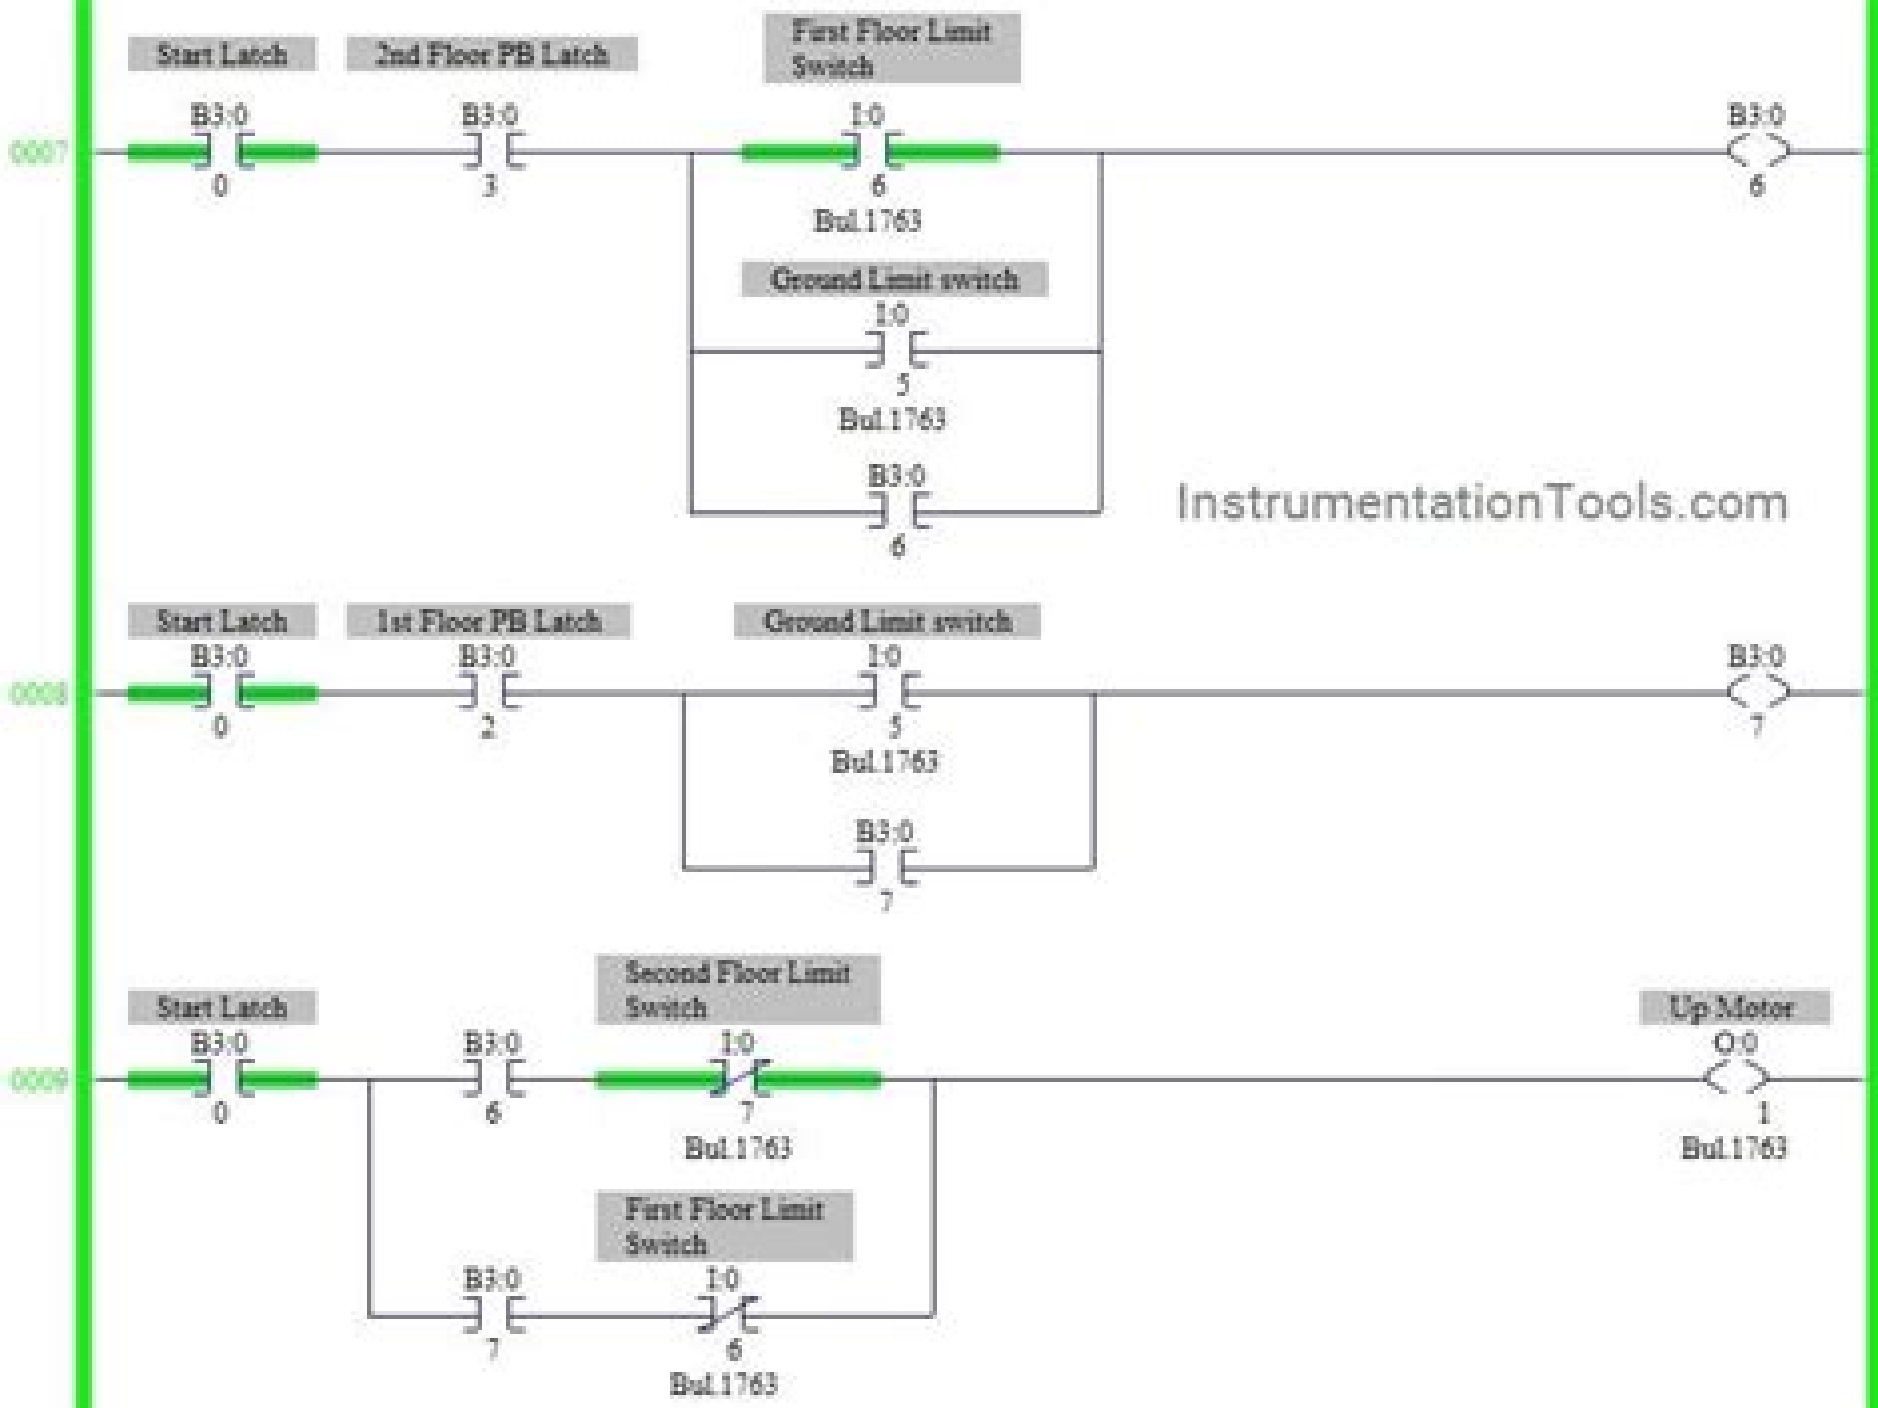 Start Latch
2nd Floor PB Latch
First Floor Limit
Switch
B3:0
B3:0
I:0
B3:0
0007
0
3
6
6
Bul.1763
Ground Limit switch
I:0
5
Bul.1763
B3:0
6
InstrumentationTools.com
Start Latch
1st Floor PB Latch
Ground Limit switch
B3:0
B3:0
I:0
B3:0
0008
0
2
5
7
Bul.1763
B3:0
7
Second Floor Limit
Switch
Start Latch
Up Motor
B3:0
B3:0
I:0
O:0
0009
0
6
7
1
Bul.1763
Bul.1763
First Floor Limit
Switch
B3:0
I:0
7
6
Bul.1763